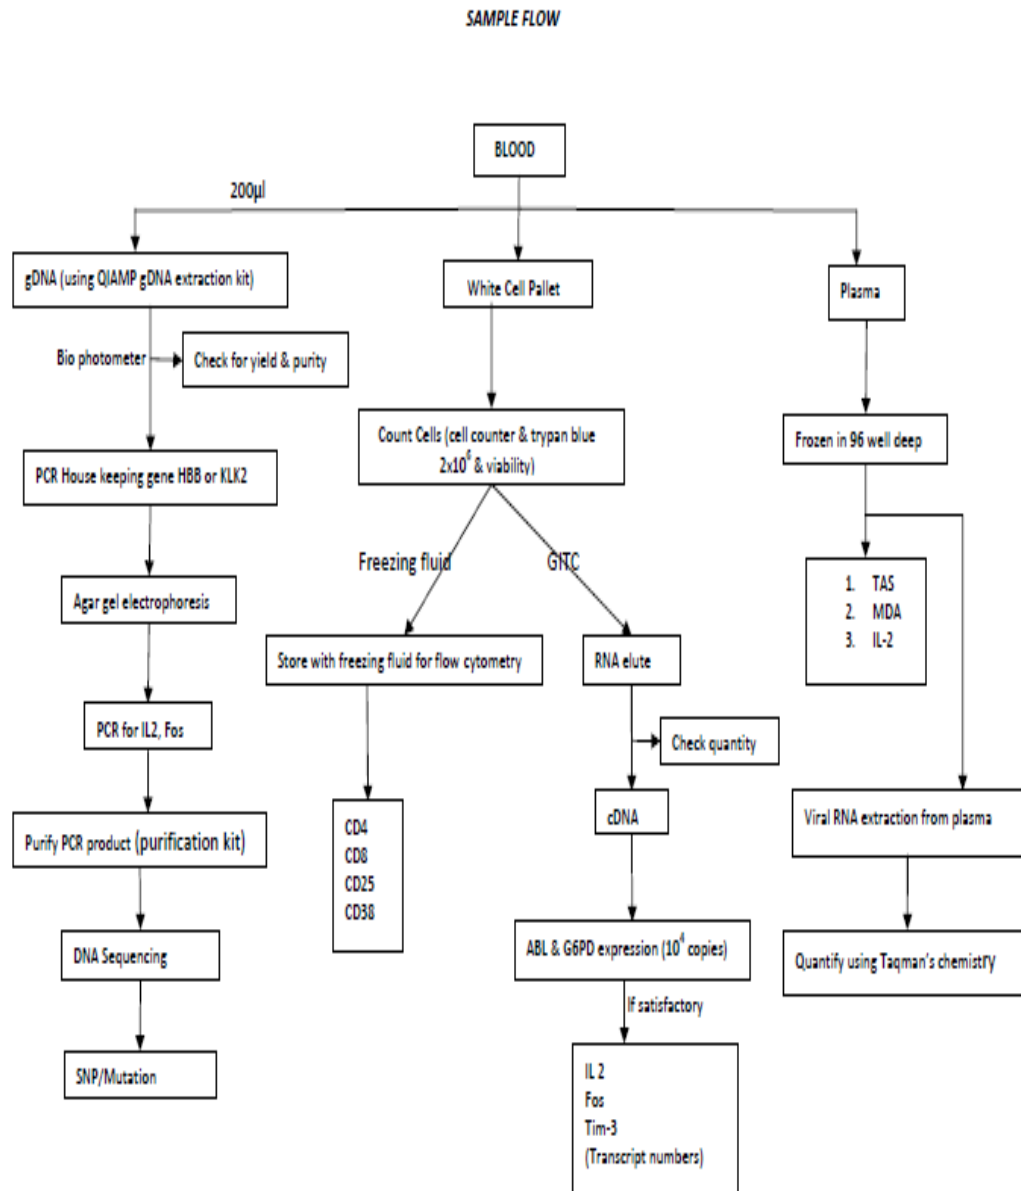 SAMPLE FLOW
BLOOD
200µl
gDNA (using QIAMP gDNA extraction kit)
White Cell Pallet
Plasma
Bio photometer
Check for yield & purity
Count Cells (cell counter & trypan blue
2x10⁶ & viability)
Frozen in 96 well deep
PCR House keeping gene HBB or KLK2
Freezing fluid
GITC
1. TAS
2. MDA
3. IL-2
Agar gel electrophoresis
Store with freezing fluid for flow cytometry
RNA elute
PCR for IL2, Fos
Check quantity
Purify PCR product (purification kit)
CD4
CD8
CD25
CD38
cDNA
Viral RNA extraction from plasma
DNA Sequencing
ABL & G6PD expression (10⁴ copies)
Quantify using Taqman's chemistry
If satisfactory
SNP/Mutation
IL 2
Fos
Tim-3
(Transcript numbers)